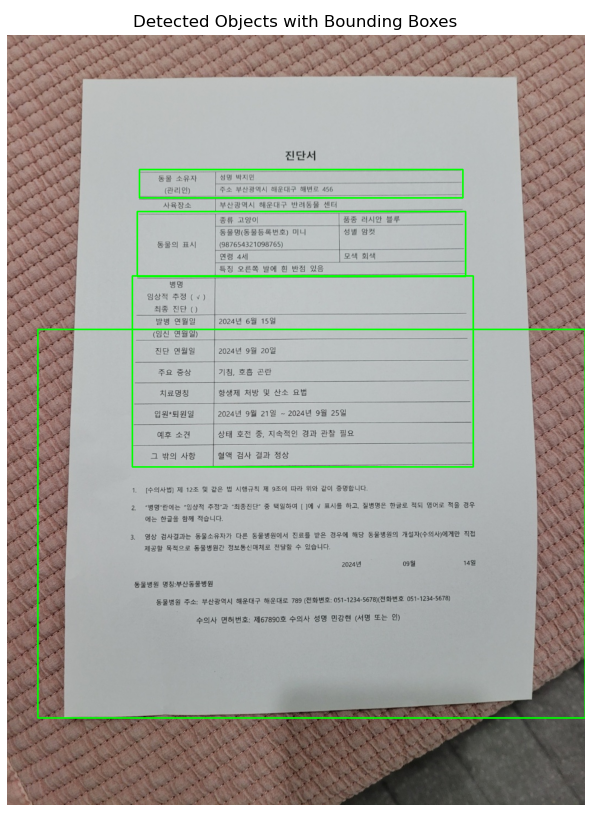 Detected Objects with Bounding Boxes
진단서
동물 소유자 (관리인) 성명 박지민
주소 부산광역시 해운대구 해변로 456
사육장소 부산광역시 해운대구 반려동물 센터
동물의 표시 종류 고양이 품종 러시안 블루
동물명(동물등록번호) 미니 성별 암컷
(987654321098765)
연령 4세 모색 회색
특징 오른쪽 발에 흰 반점 있음
병명
임상적 추정 ( √ )
최종 진단 ( )
발병 연월일 2024년 6월 15일
(임신 연월일)
진단 연월일 2024년 9월 20일
주요 증상 기침, 호흡 곤란
치료명칭 항생제 처방 및 산소 요법
입원*퇴원일 2024년 9월 21일 ~ 2024년 9월 25일
예후 소견 상태 호전 중, 지속적인 경과 관찰 필요
그 밖의 사항 혈액 검사 결과 정상
1. [수의사법] 제 12조 및 같은 법 시행규칙 제 9조에 따라 위와 같이 증명합니다.
2. "병명"란에는 "임상적 추정"과 "최종진단" 중 택일하여 ( )에 √ 표시를 하고, 질병명은 한글로 적되 영어로 적을 경우
에는 한글을 함께 적습니다.
3. 영상 검사결과는 동물소유자가 다른 동물병원에서 진료를 받은 경우에 해당 동물병원의 개설자(수의사)에게만 직접
제공할 목적으로 동물병원간 정보통신매체로 전달할 수 있습니다.
2024년 09월 14일
동물병원 명칭:부산동물병원
동물병원 주소: 부산광역시 해운대구 해운대로 789 (전화번호: 051-1234-5678)(전화번호 051-1234-5678)
수의사 면허번호: 제67890호 수의사 성명 민강현 (서명 또는 인)